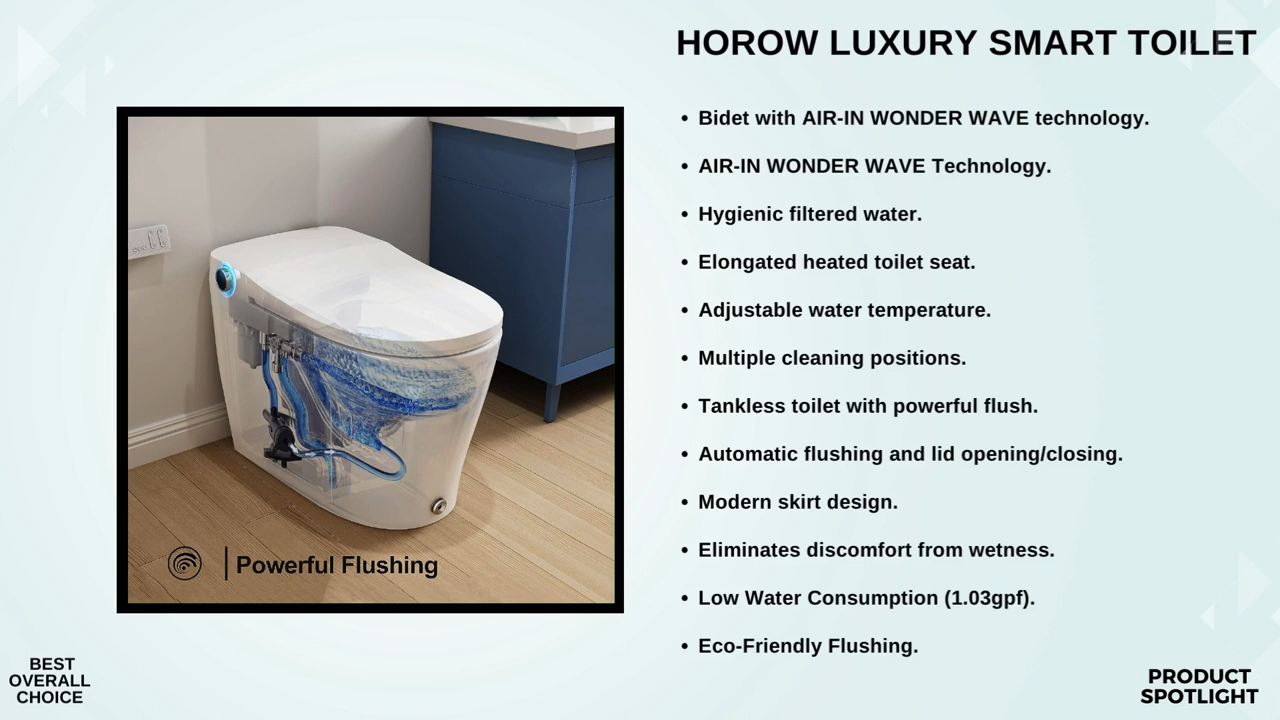 HOROW LUXURY SMART TOILET
• Bidet with AIR-IN WONDER WAVE technology.
• AIR-IN WONDER WAVE Technology.
• Hygienic filtered water.
• Elongated heated toilet seat.
• Adjustable water temperature.
• Multiple cleaning positions.
• Tankless toilet with powerful flush.
• Automatic flushing and lid opening/closing.
• Modern skirt design.
• Eliminates discomfort from wetness.
• Low Water Consumption (1.03gpf).
• Eco-Friendly Flushing.
Powerful Flushing
BEST
OVERALL
CHOICE
PRODUCT
SPOTLIGHT